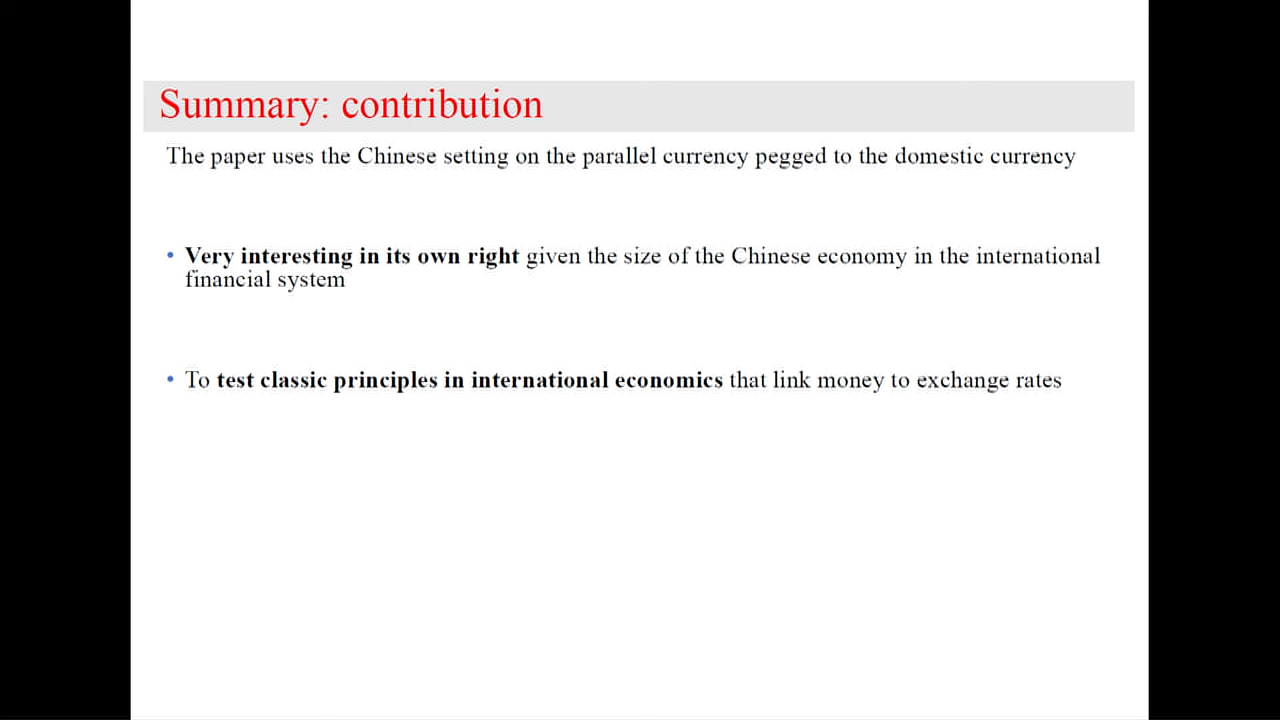 Summary: contribution
The paper uses the Chinese setting on the parallel currency pegged to the domestic currency
• Very interesting in its own right given the size of the Chinese economy in the international
financial system
• To test classic principles in international economics that link money to exchange rates